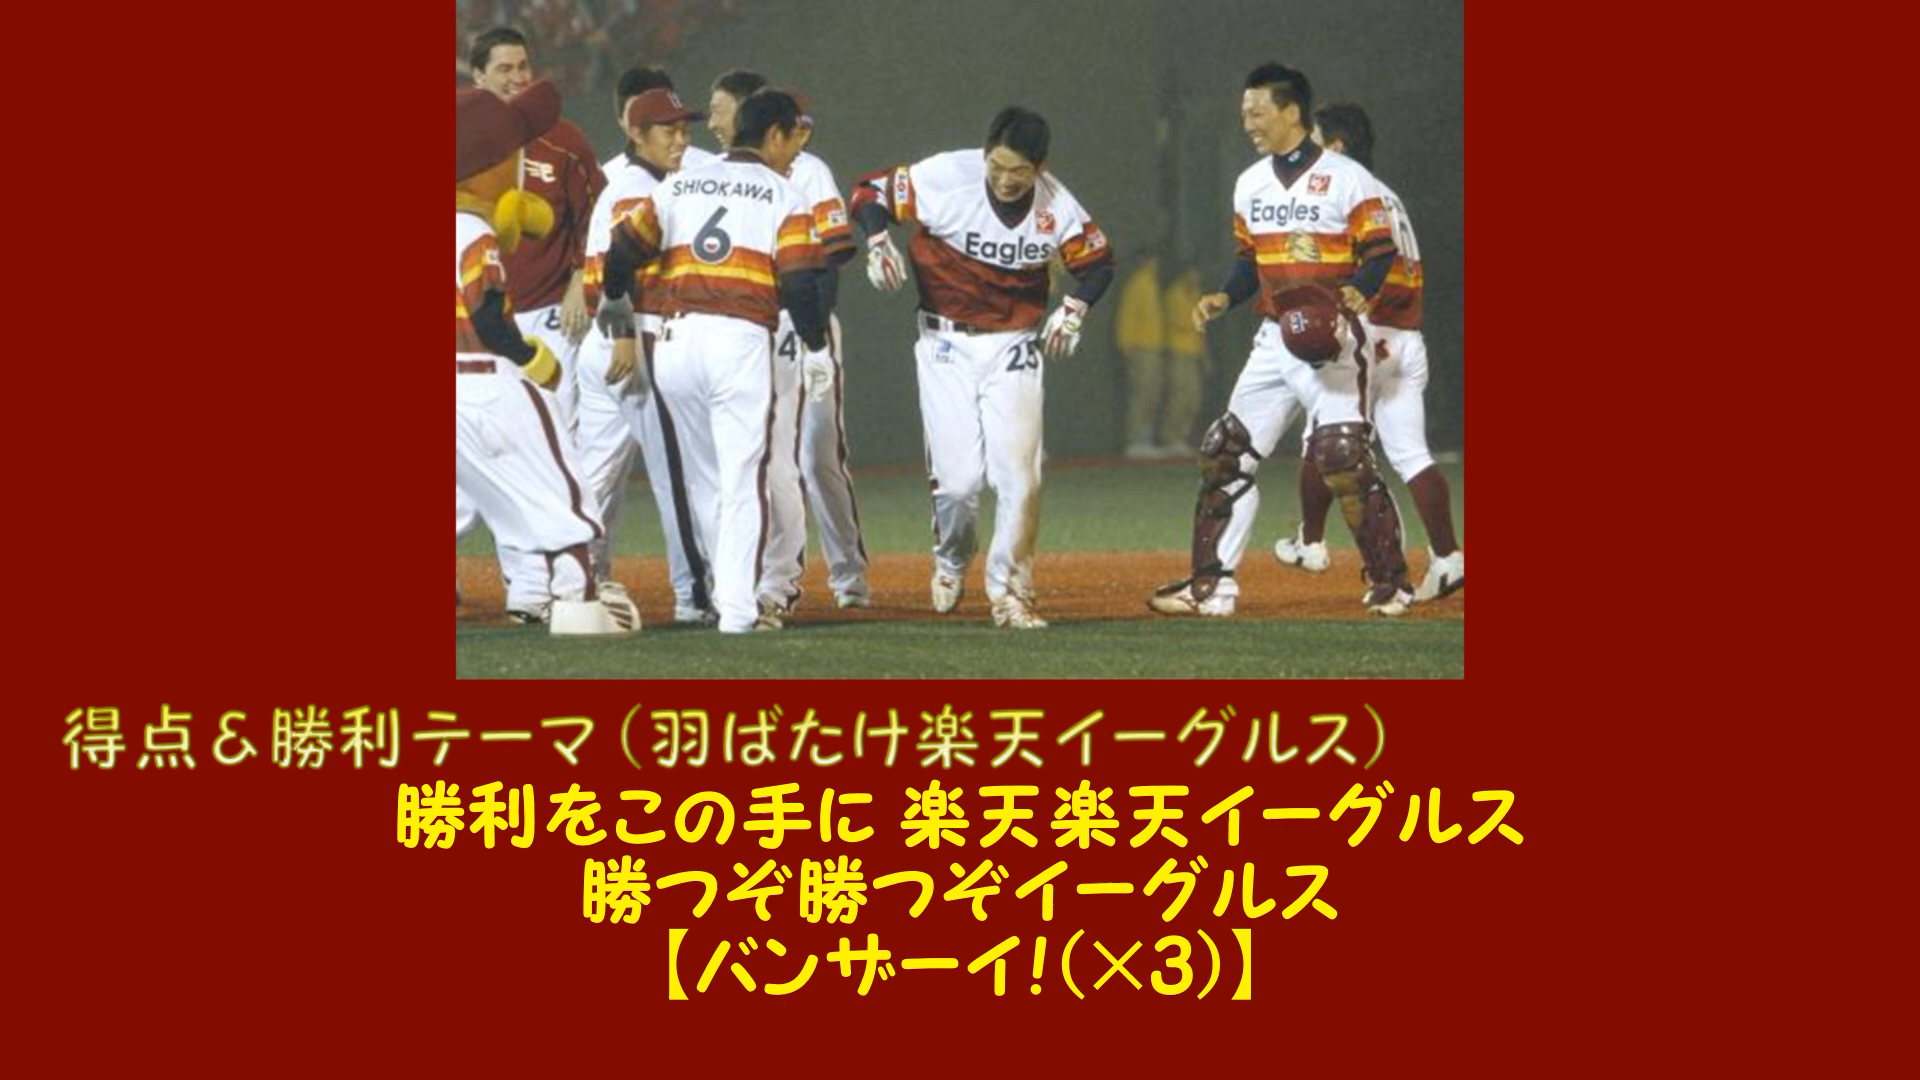 SHIOKAWA
6
Eagles
Eagles
25
4
得点&勝利テーマ(羽ばたけ楽天イーグルス)
勝利をこの手に 楽天楽天イーグルス
勝つぞ勝つぞイーグルス
【バンザーイ!(×3)】